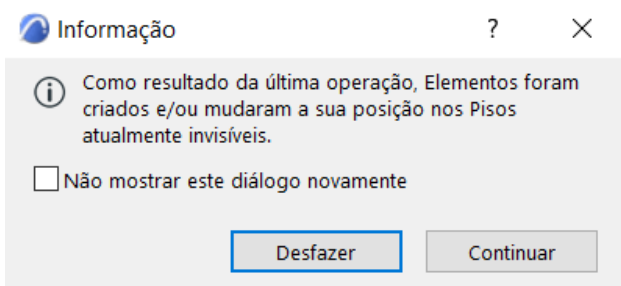 Informação
?
Como resultado da última operação, Elementos foram
criados e/ou mudaram a sua posição nos Pisos
atualmente invisíveis.
Não mostrar este diálogo novamente
Desfazer
Continuar